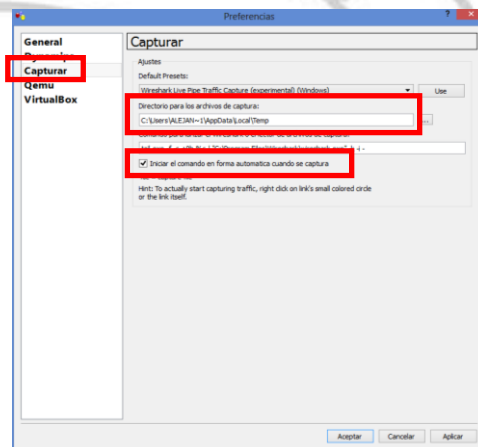 Preferencias
?
General
Capturar
Qemu
VirtualBox
Capturar
Ajustes
Default Presets:
Wireshark Live Pipe Traffic Capture (experimental) (Windows)
Use
Directorio para los archivos de captura:
C:\Users\ALEJAN~1\AppData\Local\Temp
...
Iniciar el comando en forma automatica cuando se captura
Hint: To actually start capturing traffic, right click on link's small colored circle
or the link itself.
Aceptar
Cancelar
Aplicar